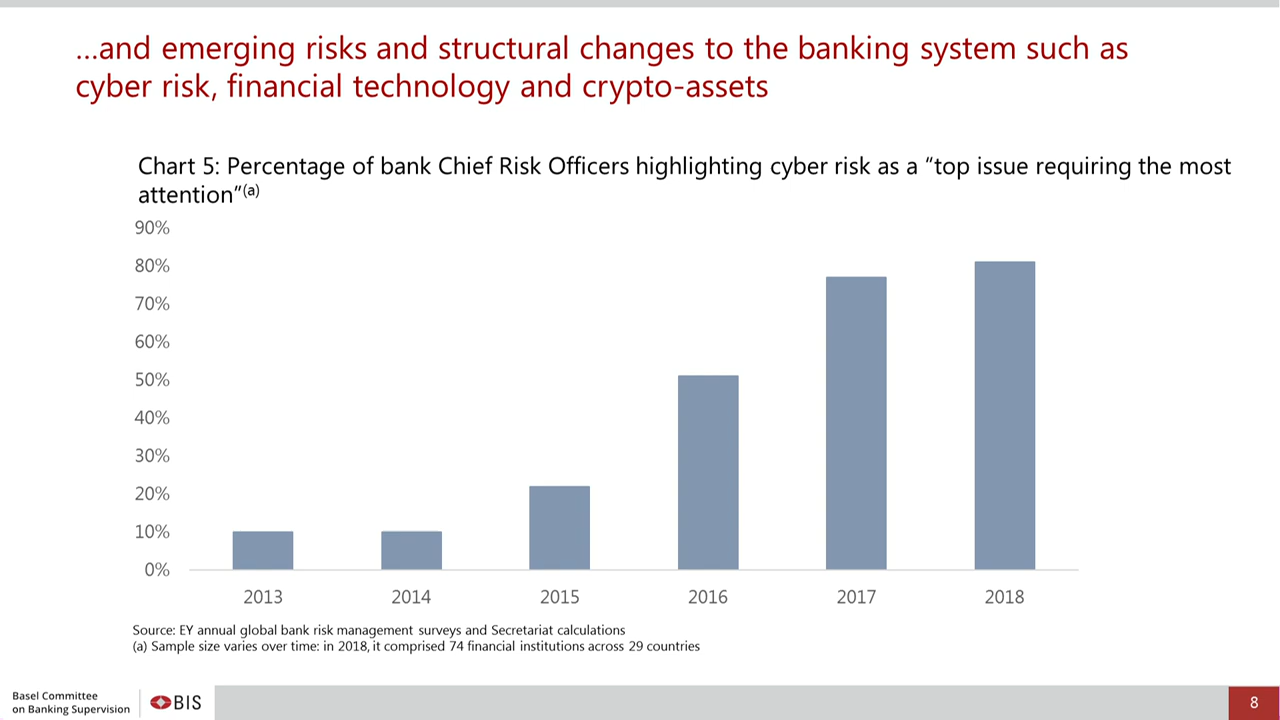 …and emerging risks and structural changes to the banking system such as
cyber risk, financial technology and crypto-assets
Chart 5: Percentage of bank Chief Risk Officers highlighting cyber risk as a “top issue requiring the most
attention”(a)
90%
80%
70%
60%
50%
40%
30%
20%
10%
0%
2013 2014 2015 2016 2017 2018
Source: EY annual global bank risk management surveys and Secretariat calculations
(a) Sample size varies over time: in 2018, it comprised 74 financial institutions across 29 countries
Basel Committee
on Banking Supervision
BIS
8